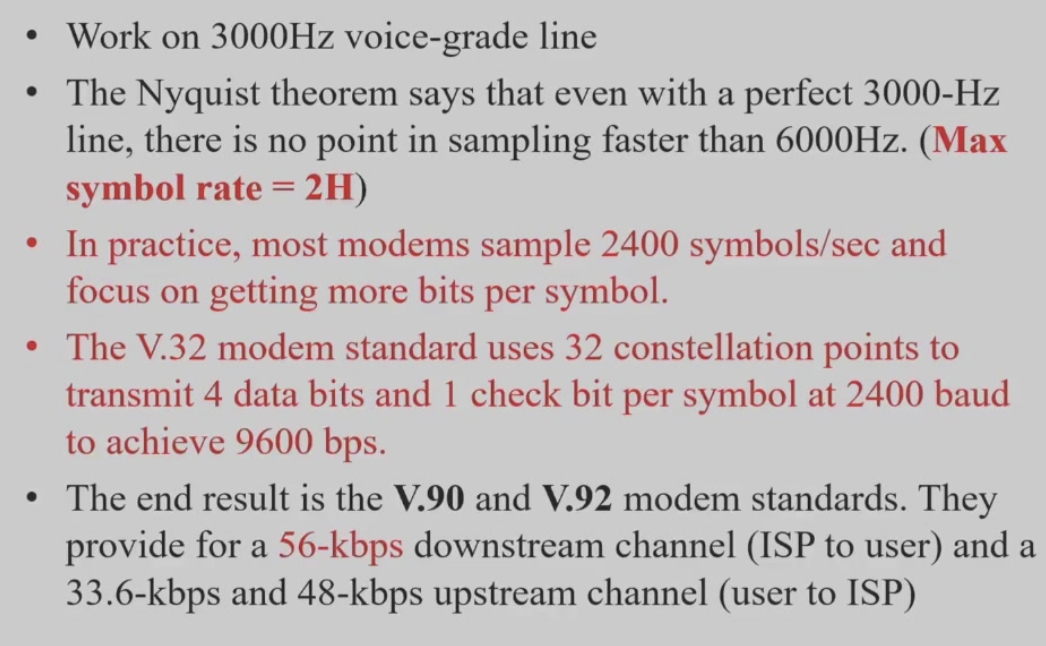 • Work on 3000Hz voice-grade line
• The Nyquist theorem says that even with a perfect 3000-Hz
line, there is no point in sampling faster than 6000Hz. (Max
symbol rate = 2H)
• In practice, most modems sample 2400 symbols/sec and
focus on getting more bits per symbol.
• The V.32 modem standard uses 32 constellation points to
transmit 4 data bits and 1 check bit per symbol at 2400 baud
to achieve 9600 bps.
• The end result is the V.90 and V.92 modem standards. They
provide for a 56-kbps downstream channel (ISP to user) and a
33.6-kbps and 48-kbps upstream channel (user to ISP)